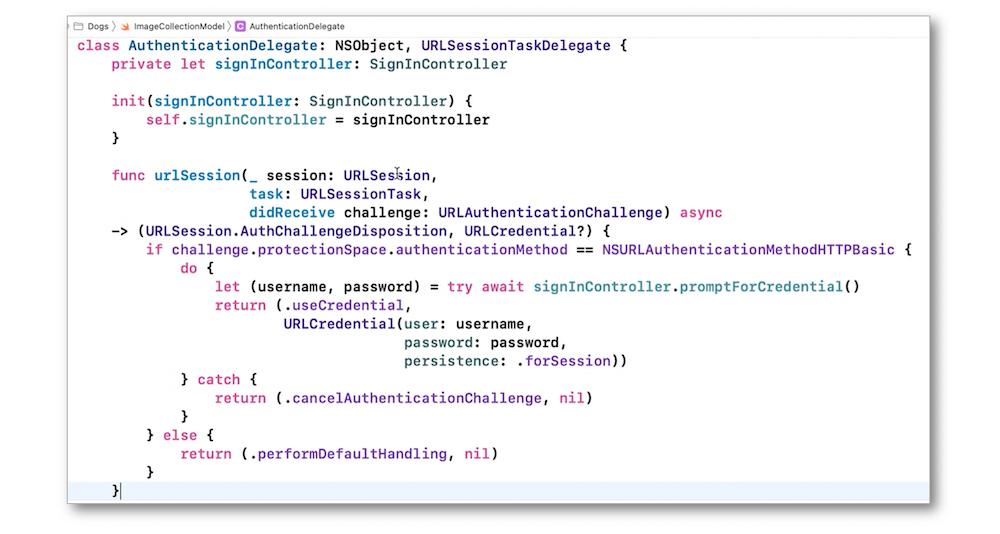 Dogs 〉 ImageCollectionModel 〉 C AuthenticationDelegate
class AuthenticationDelegate: NSObject, URLSessionTaskDelegate {
    private let signInController: SignInController

    init(signInController: SignInController) {
        self.signInController = signInController
    }

    func urlSession(_ session: URLSession,
                    task: URLSessionTask,
                    didReceive challenge: URLAuthenticationChallenge) async
    -> (URLSession.AuthChallengeDisposition, URLCredential?) {
        if challenge.protectionSpace.authenticationMethod == NSURLAuthenticationMethodHTTPBasic {
            do {
                let (username, password) = try await signInController.promptForCredential()
                return (.useCredential,
                        URLCredential(user: username,
                                      password: password,
                                      persistence: .forSession))
            } catch {
                return (.cancelAuthenticationChallenge, nil)
            }
        } else {
            return (.performDefaultHandling, nil)
        }
    }